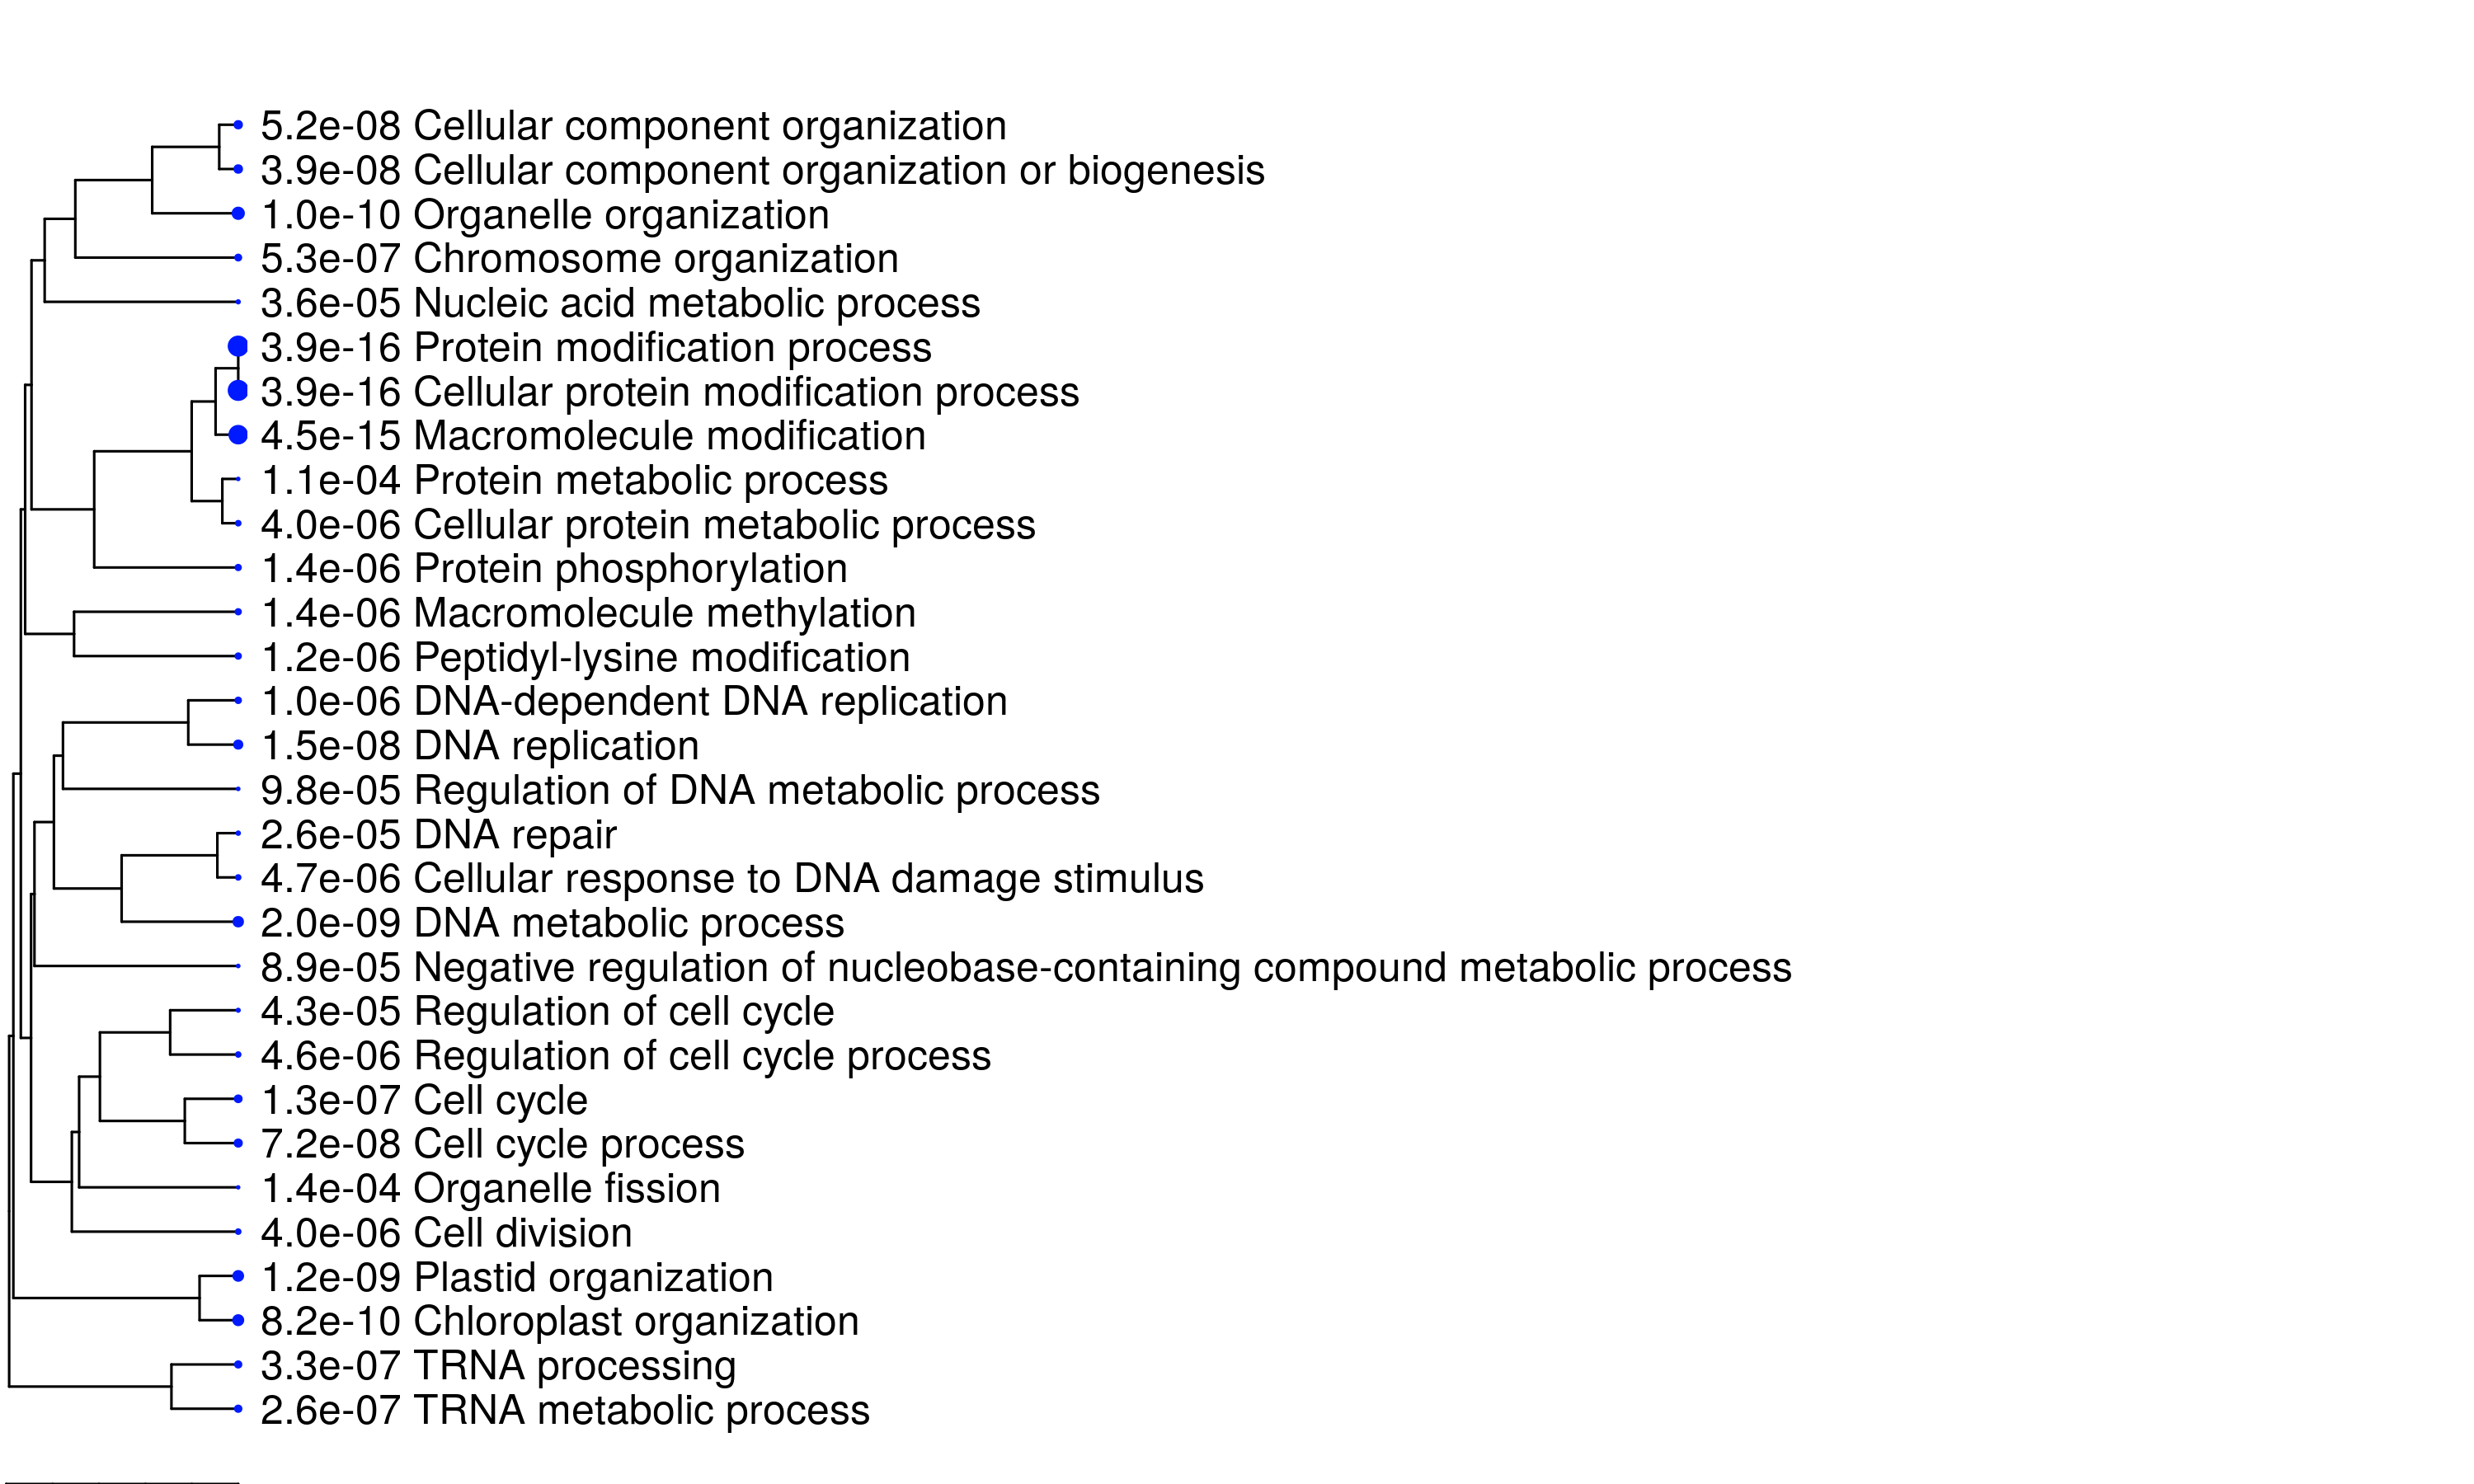 5.2e-08 Cellular component organization
3.9e-08 Cellular component organization or biogenesis
1.0e-10 Organelle organization
5.3e-07 Chromosome organization
3.6e-05 Nucleic acid metabolic process
3.9e-16 Protein modification process
3.9e-16 Cellular protein modification process
4.5e-15 Macromolecule modification
1.1e-04 Protein metabolic process
4.0e-06 Cellular protein metabolic process
1.4e-06 Protein phosphorylation
1.4e-06 Macromolecule methylation
1.2e-06 Peptidyl-lysine modification
1.0e-06 DNA-dependent DNA replication
1.5e-08 DNA replication
9.8e-05 Regulation of DNA metabolic process
2.6e-05 DNA repair
4.7e-06 Cellular response to DNA damage stimulus
2.0e-09 DNA metabolic process
8.9e-05 Negative regulation of nucleobase-containing compound metabolic process
4.3e-05 Regulation of cell cycle
4.6e-06 Regulation of cell cycle process
1.3e-07 Cell cycle
7.2e-08 Cell cycle process
1.4e-04 Organelle fission
4.0e-06 Cell division
1.2e-09 Plastid organization
8.2e-10 Chloroplast organization
3.3e-07 TRNA processing
2.6e-07 TRNA metabolic process